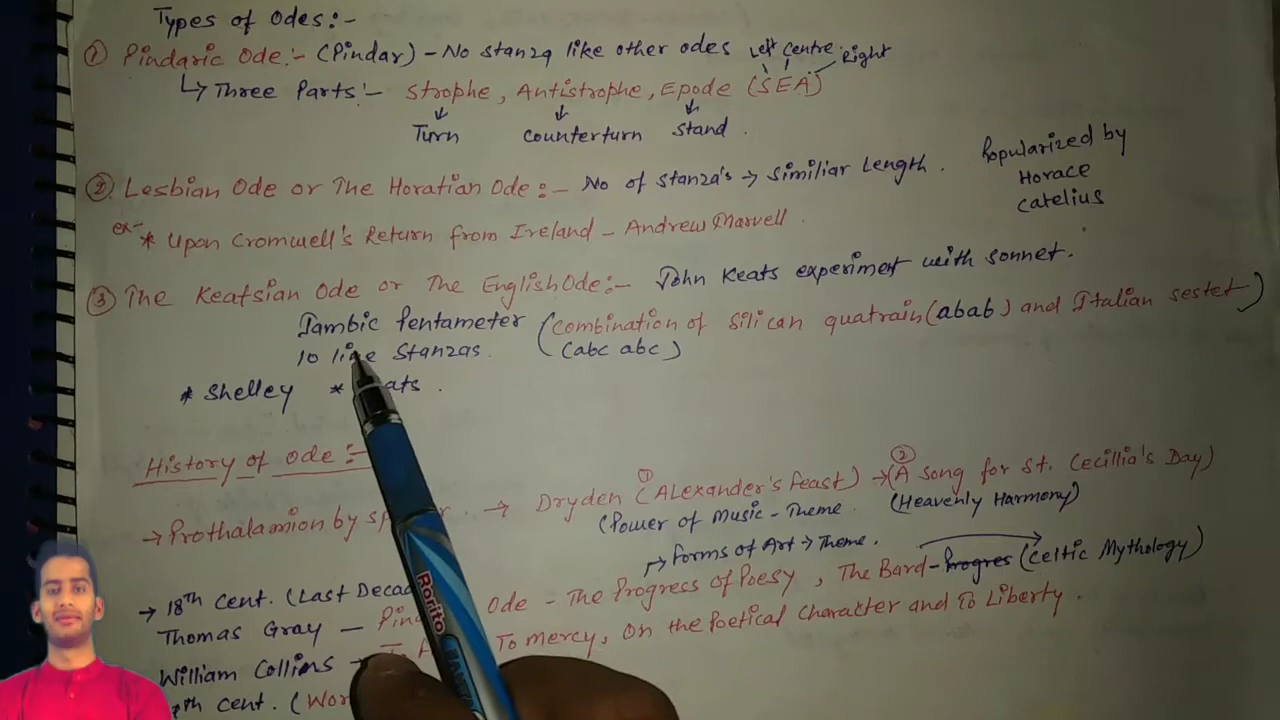 Types of Odes:-
① Pindaric Ode:- (Pindar) - No stanza like other odes Left Centre Right
↳ Three Parts:- Strophe, Antistrophe, Epode (SEA)
Turn counterturn stand.
② Lesbian Ode or The Horatian Ode:- No of stanza's → similiar Length.
Popularized by
Horace
Catelius
ex- * Upon Cromwell's Return from Ireland - Andrew Marvell.
③ The Keatsian Ode or The English Ode:- John Keats experiment with sonnet.
Iambic Pentameter (combination of silican quatrain (abab) and Italian sestet)
10 line stanzas. (abc abc)
* Shelley *
History of Ode:-
→ Prothalamion by → Dryden ① (Alexander's Feast) → ② (A song for St. Cecillia's Day)
(Power of Music - Theme. (Heavenly Harmony)
↱ Forms of Art → Theme.
→ 18th cent. (Last
Thomas Gray - Ode - The Progress of Poesy, The Bard - Progres (Celtic Mythology)
William Collins → To mercy, On the Poetical Character and To Liberty.
cent.
Rorito